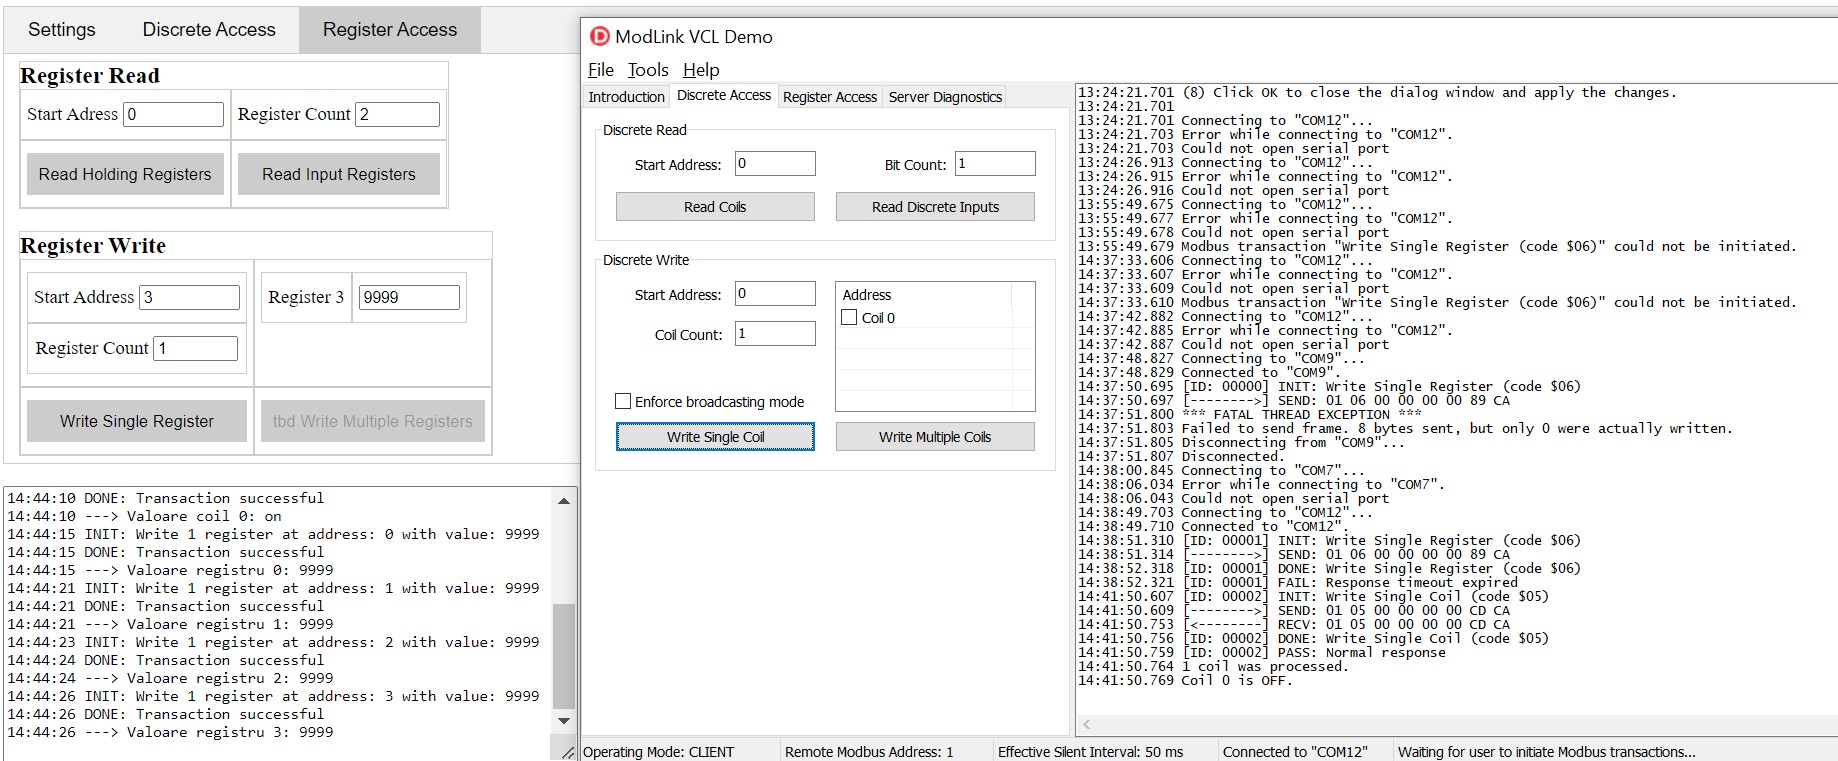 Settings Discrete Access Register Access
Register Read
Start Adress 0 Register Count 2
Read Holding Registers Read Input Registers
Register Write
Start Address 3 Register 3 9999
Register Count 1
Write Single Register tbd Write Multiple Registers
14:44:10 DONE: Transaction successful
14:44:10 ---> Valoare coil 0: on
14:44:15 INIT: Write 1 register at address: 0 with value: 9999
14:44:15 DONE: Transaction successful
14:44:15 ---> Valoare registru 0: 9999
14:44:21 INIT: Write 1 register at address: 1 with value: 9999
14:44:21 DONE: Transaction successful
14:44:21 ---> Valoare registru 1: 9999
14:44:23 INIT: Write 1 register at address: 2 with value: 9999
14:44:24 DONE: Transaction successful
14:44:24 ---> Valoare registru 2: 9999
14:44:26 INIT: Write 1 register at address: 3 with value: 9999
14:44:26 DONE: Transaction successful
14:44:26 ---> Valoare registru 3: 9999
ModLink VCL Demo
File Tools Help
Introduction Discrete Access Register Access Server Diagnostics
Discrete Read
Start Address: 0 Bit Count: 1
Read Coils Read Discrete Inputs
Discrete Write
Start Address: 0
Coil Count: 1
Address
Coil 0
Enforce broadcasting mode
Write Single Coil Write Multiple Coils
13:24:21.701 (8) Click OK to close the dialog window and apply the changes.
13:24:21.701
13:24:21.701 Connecting to "COM12"...
13:24:21.703 Error while connecting to "COM12".
13:24:21.703 Could not open serial port
13:24:26.913 Connecting to "COM12"...
13:24:26.915 Error while connecting to "COM12".
13:24:26.916 Could not open serial port
13:55:49.675 Connecting to "COM12"...
13:55:49.677 Error while connecting to "COM12".
13:55:49.678 Could not open serial port
13:55:49.679 Modbus transaction "Write Single Register (code $06)" could not be initiated.
14:37:33.606 Connecting to "COM12"...
14:37:33.607 Error while connecting to "COM12".
14:37:33.609 Could not open serial port
14:37:33.610 Modbus transaction "Write Single Register (code $06)" could not be initiated.
14:37:42.882 Connecting to "COM12"...
14:37:42.885 Error while connecting to "COM12".
14:37:42.887 Could not open serial port
14:37:48.827 Connecting to "COM9"...
14:37:48.829 Connected to "COM9".
14:37:50.695 [ID: 00000] INIT: Write Single Register (code $06)
14:37:50.697 [-------->] SEND: 01 06 00 00 00 00 89 CA
14:37:51.800 *** FATAL THREAD EXCEPTION ***
14:37:51.803 Failed to send frame. 8 bytes sent, but only 0 were actually written.
14:37:51.805 Disconnecting from "COM9"...
14:37:51.807 Disconnected.
14:38:00.845 Connecting to "COM7"...
14:38:06.034 Error while connecting to "COM7".
14:38:06.043 Could not open serial port
14:38:49.703 Connecting to "COM12"...
14:38:49.710 Connected to "COM12".
14:38:51.310 [ID: 00001] INIT: Write Single Register (code $06)
14:38:51.314 [-------->] SEND: 01 06 00 00 00 00 89 CA
14:38:52.318 [ID: 00001] DONE: Write Single Register (code $06)
14:38:52.321 [ID: 00001] FAIL: Response timeout expired
14:41:50.607 [ID: 00002] INIT: Write Single Coil (code $05)
14:41:50.609 [-------->] SEND: 01 05 00 00 00 00 CD CA
14:41:50.753 [<--------] RECV: 01 05 00 00 00 00 CD CA
14:41:50.756 [ID: 00002] DONE: Write Single Coil (code $05)
14:41:50.759 [ID: 00002] PASS: Normal response
14:41:50.764 1 coil was processed.
14:41:50.769 Coil 0 is OFF.
Operating Mode: CLIENT Remote Modbus Address: 1 Effective Silent Interval: 50 ms Connected to "COM12" Waiting for user to initiate Modbus transactions...